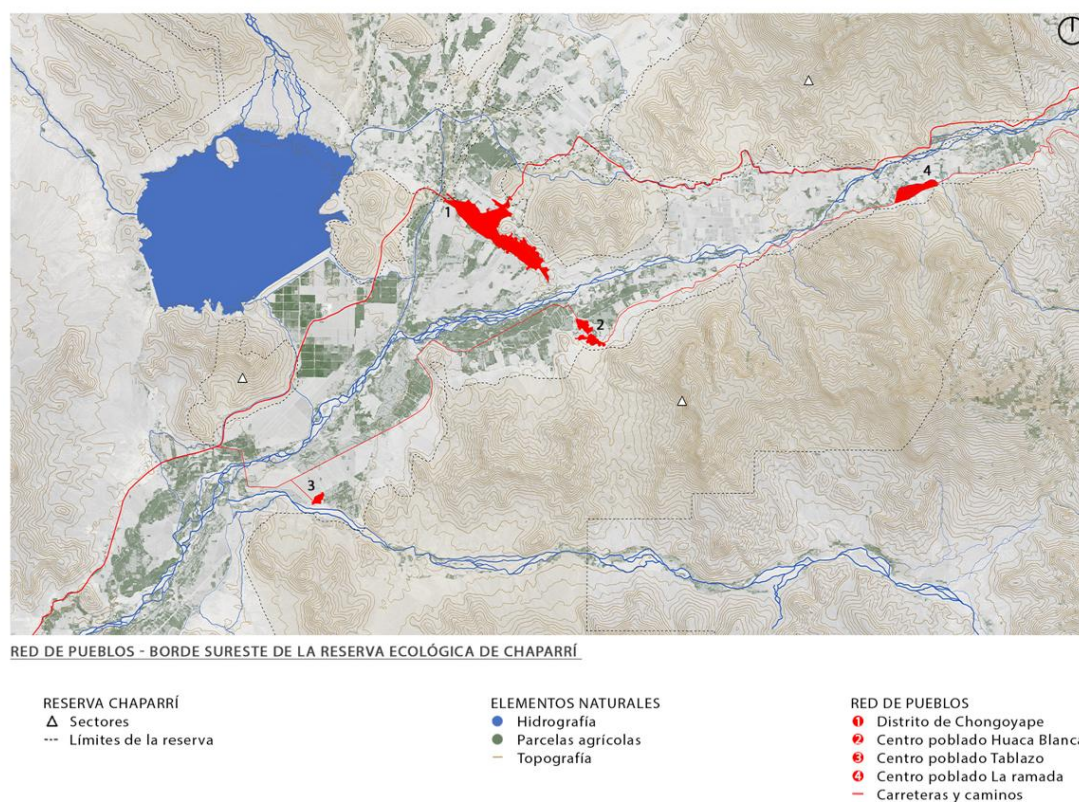 1
2
3
4
RED DE PUEBLOS - BORDE SURESTE DE LA RESERVA ECOLÓGICA DE CHAPARRÍ
RESERVA CHAPARRÍ
Sectores
Límites de la reserva
ELEMENTOS NATURALES
Hidrografía
Parcelas agrícolas
Topografía
RED DE PUEBLOS
1 Distrito de Chongoyape
2 Centro poblado Huaca Blanca
3 Centro poblado Tablazo
4 Centro poblado La ramada
Carreteras y caminos